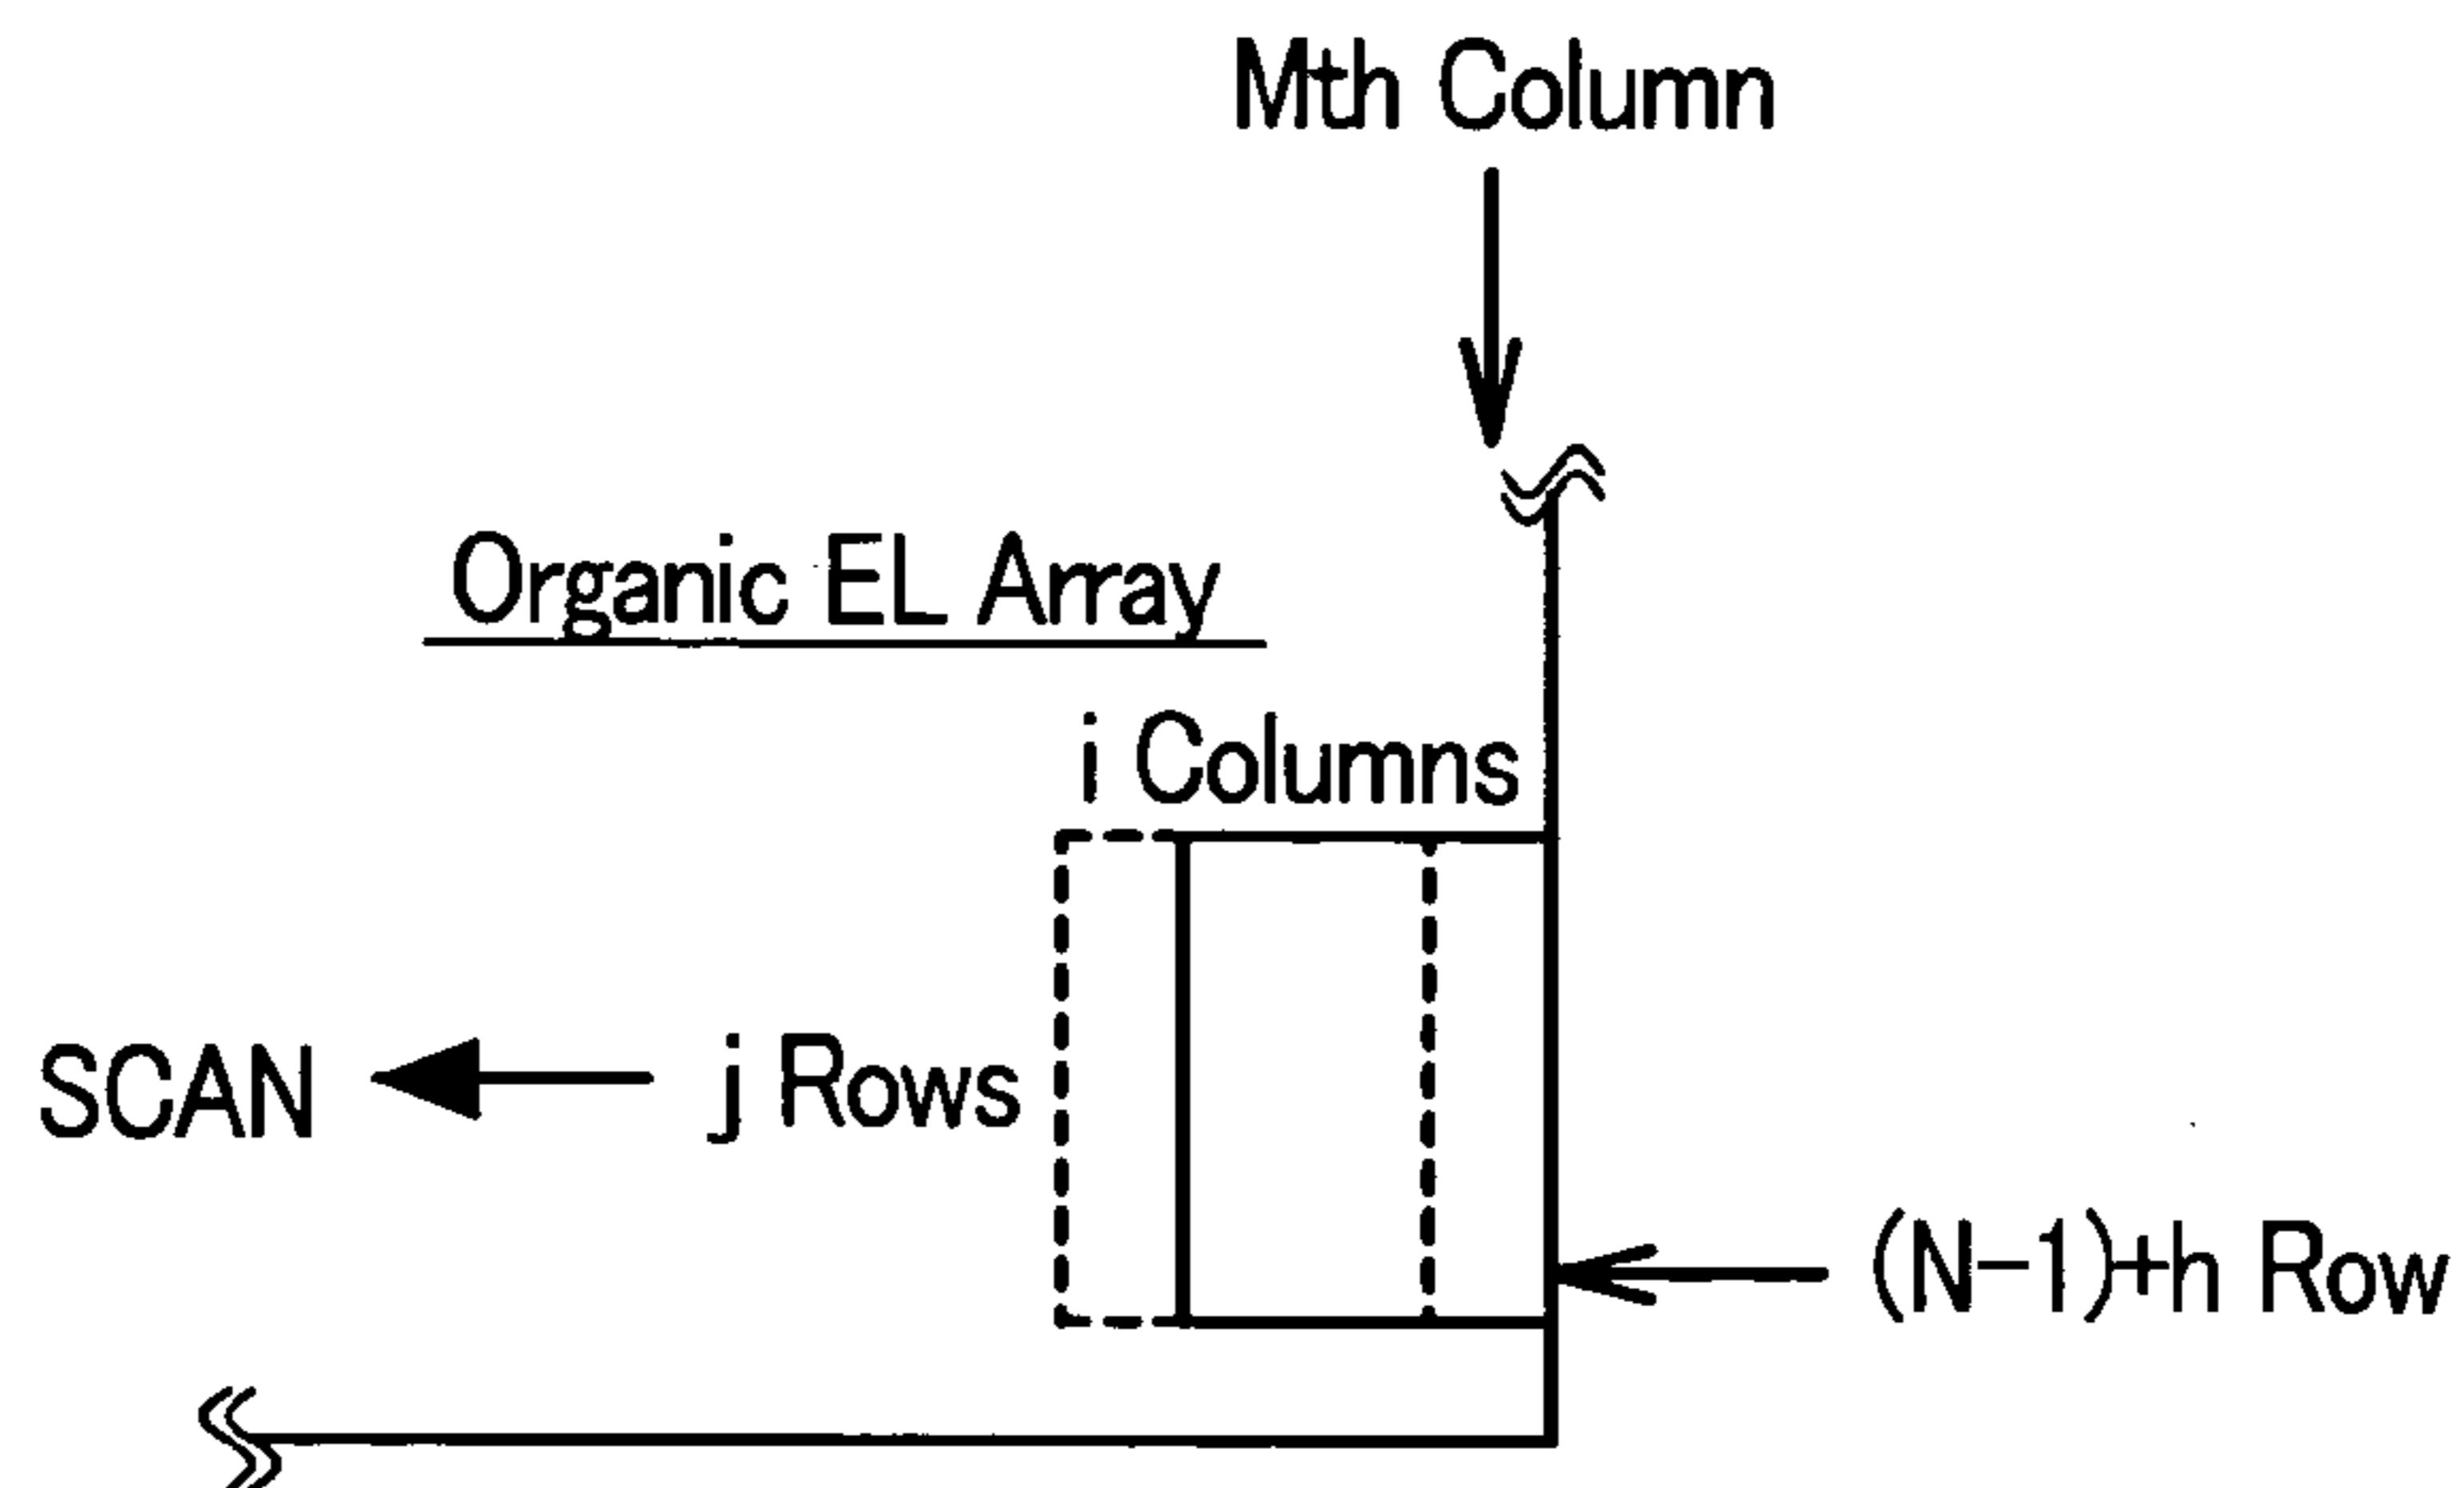 Mth Column
Organic EL Array
i Columns
SCAN
j Rows
(N-1)+h Row